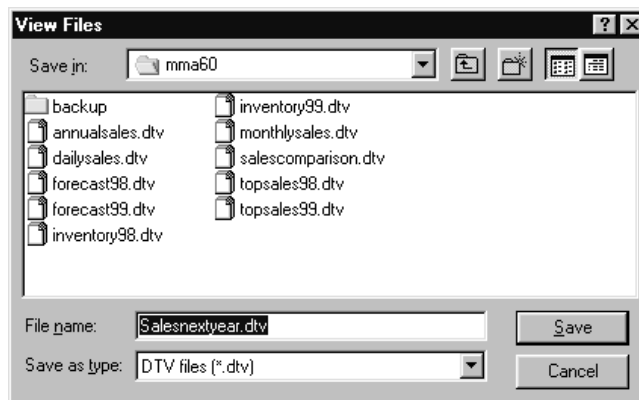 View Files
Save in: mma60
backup
annualsales.dtv
dailysales.dtv
forecast98.dtv
forecast99.dtv
inventory98.dtv
inventory99.dtv
monthlysales.dtv
salescomparison.dtv
topsales98.dtv
topsales99.dtv
File name: Salesnextyear.dtv
Save
Save as type: DTV files (*.dtv)
Cancel